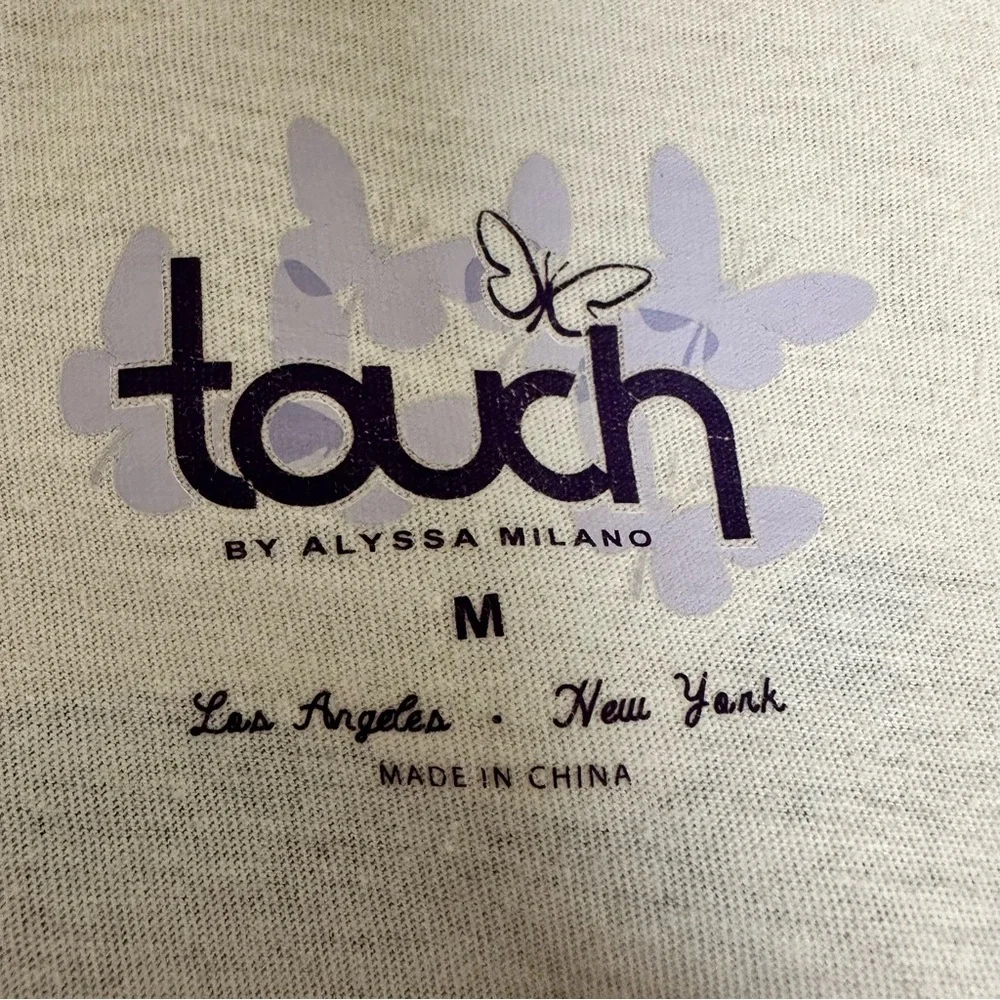 touch
BY ALYSSA MILANO
M
Los Angeles . New York
MADE IN CHINA